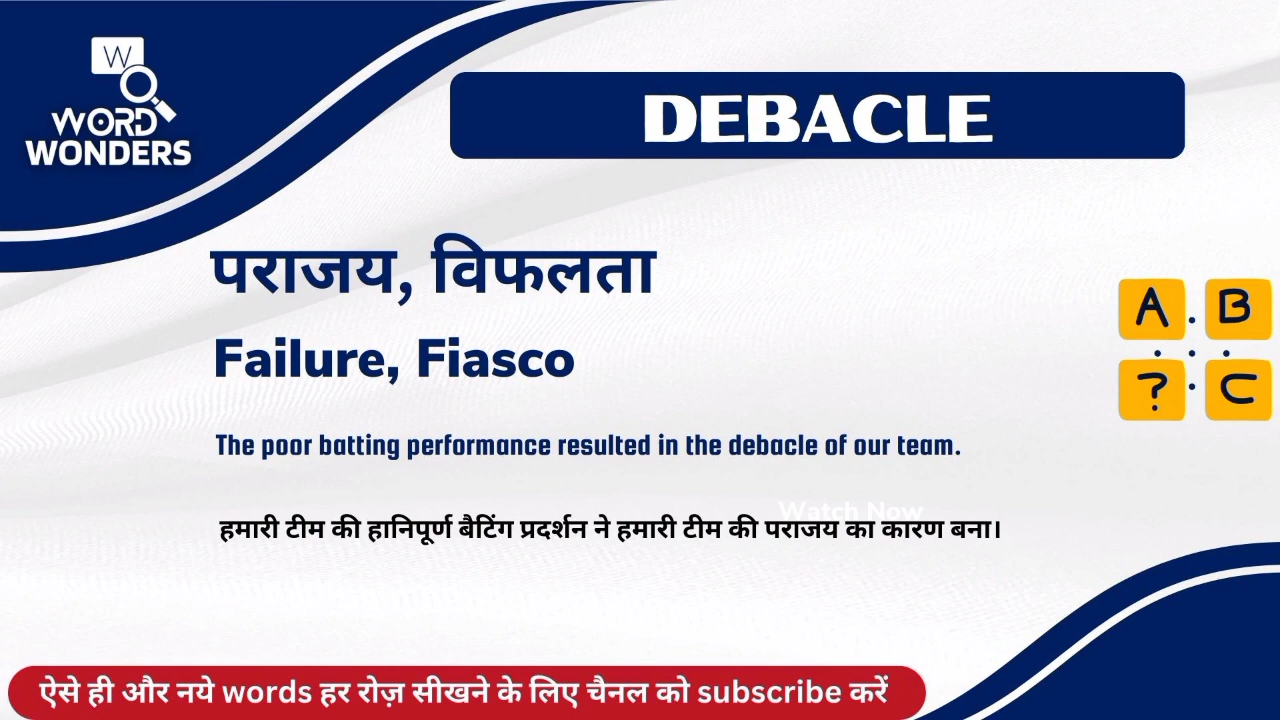 W
WORD
WONDERS
DEBACLE
पराजय, विफलता
Failure, Fiasco
A B
? C
The poor batting performance resulted in the debacle of our team.
Watch Now
हमारी टीम की हानिपूर्ण बैटिंग प्रदर्शन ने हमारी टीम की पराजय का कारण बना।
ऐसे ही और नये words हर रोज़ सीखने के लिए चैनल को subscribe करें